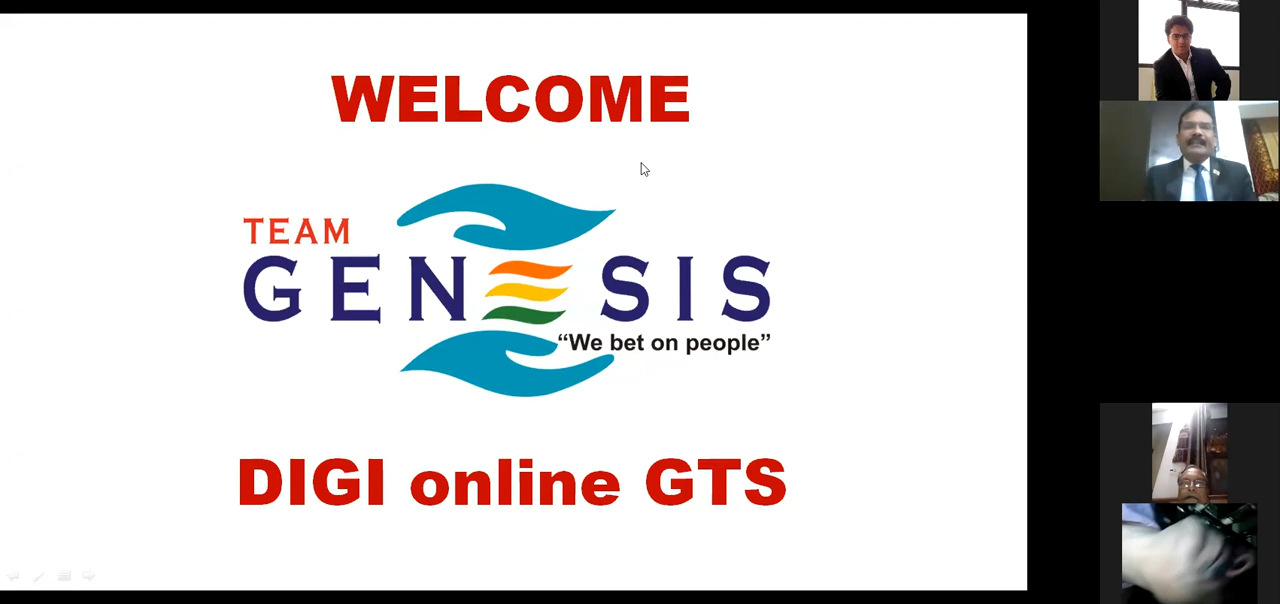 WELCOME
TEAM
GENESIS
“We bet on people”
DIGI online GTS